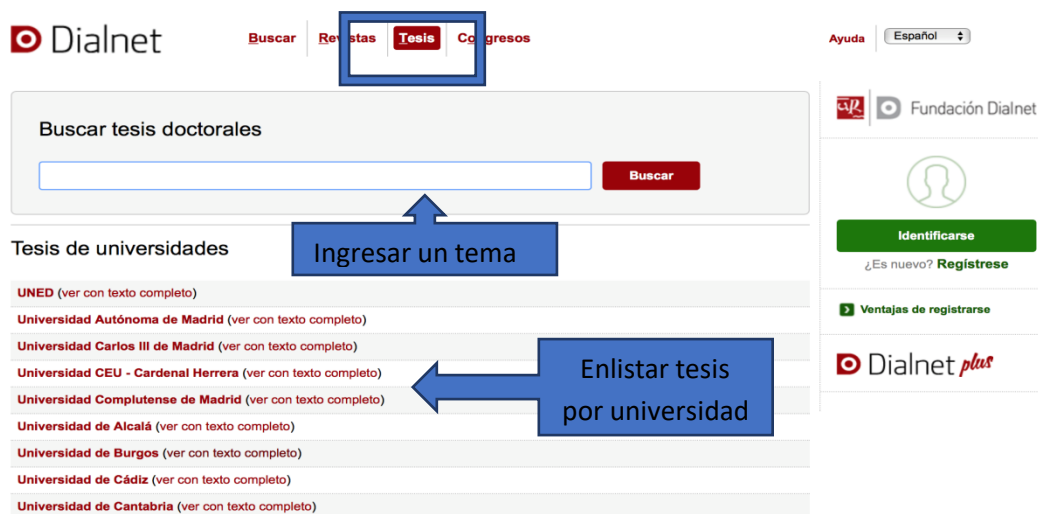 Dialnet
Buscar Revistas Tesis Congresos
Ayuda Español
Buscar tesis doctorales
Buscar
Ingresar un tema
Tesis de universidades
UNED (ver con texto completo)
Universidad Autónoma de Madrid (ver con texto completo)
Universidad Carlos III de Madrid (ver con texto completo)
Universidad CEU - Cardenal Herrera (ver con texto completo)
Universidad Complutense de Madrid (ver con texto completo)
Universidad de Alcalá (ver con texto completo)
Universidad de Burgos (ver con texto completo)
Universidad de Cádiz (ver con texto completo)
Universidad de Cantabria (ver con texto completo)
Enlistar tesis
por universidad
Fundación Dialnet
Identificarse
¿Es nuevo? Regístrese
Ventajas de registrarse
Dialnet plus